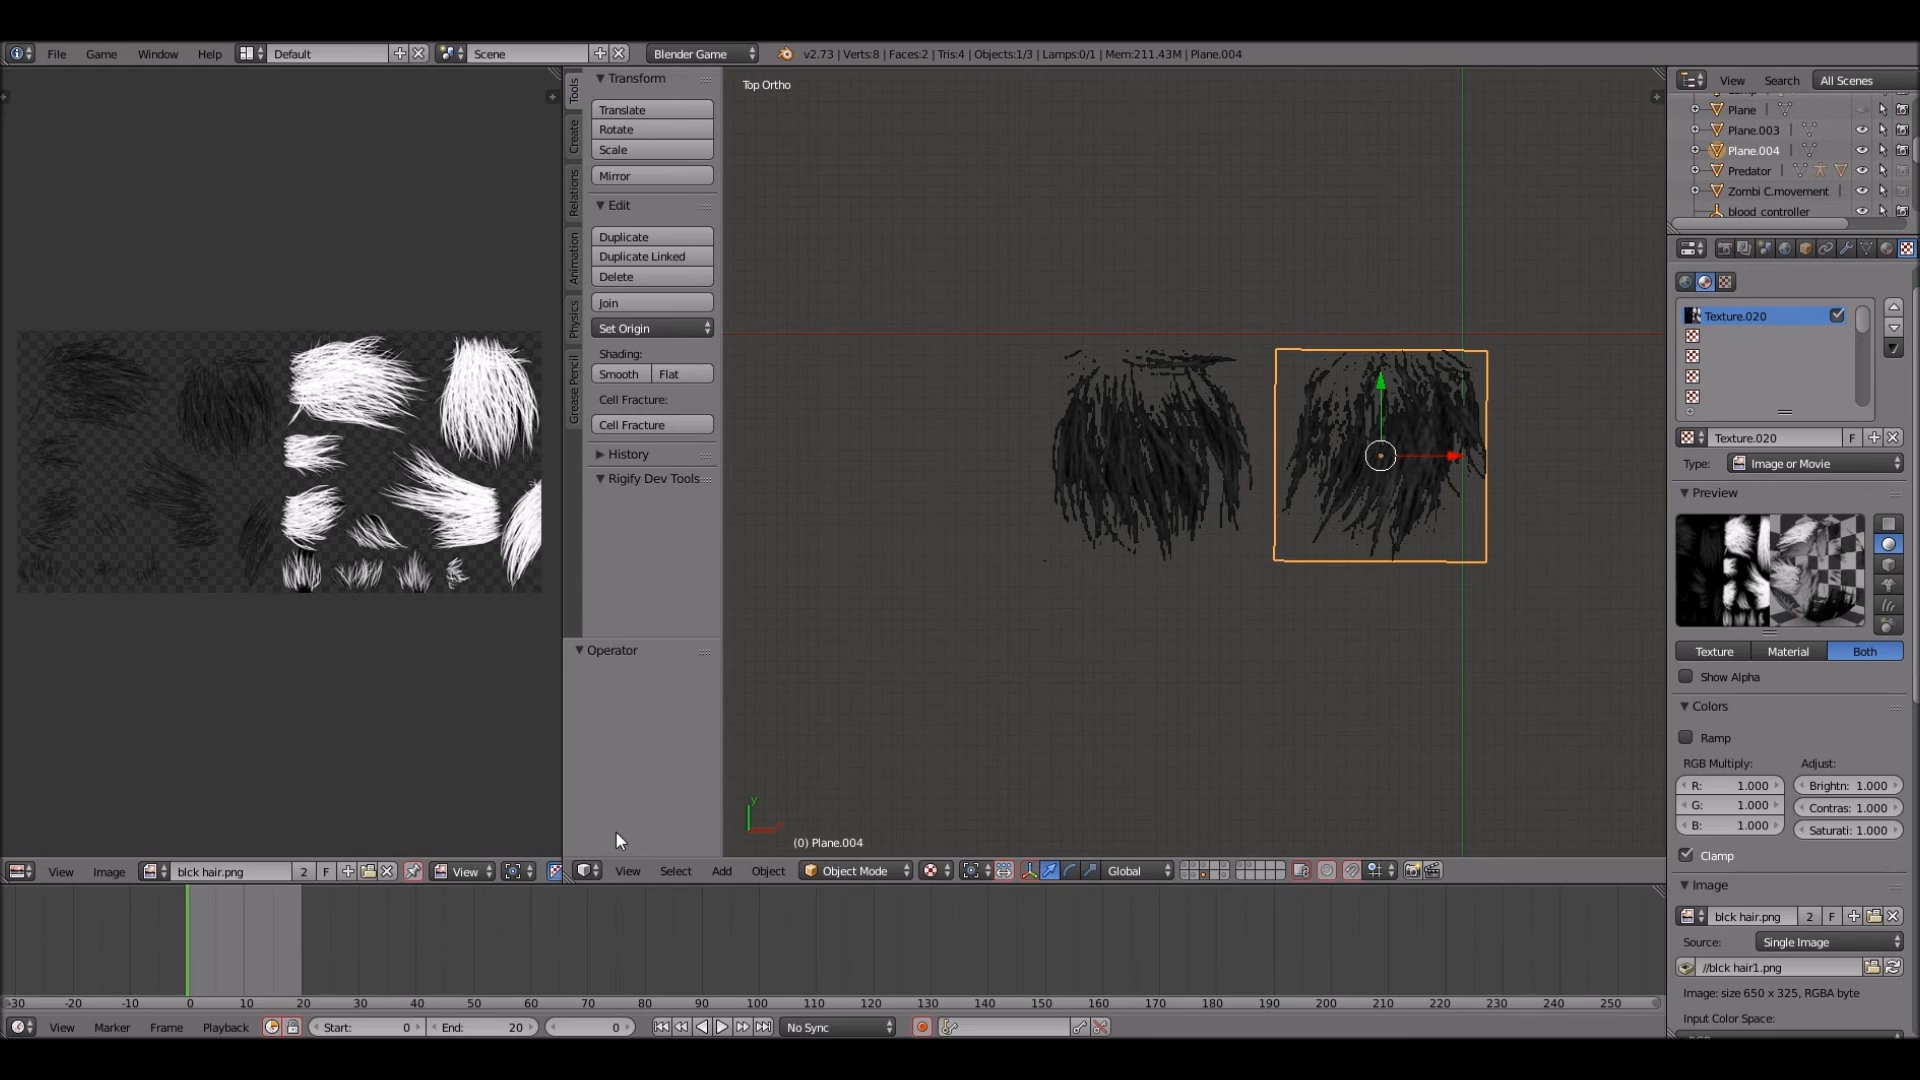 File Game Window Help Default Scene Blender Game v2.73 | Verts:8 | Faces:2 | Tris:4 | Objects:1/3 | Lamps:0/1 | Mem:211.43M | Plane.004
Tools
Create
Relations
Animation
Physics
Grease Pencil
Transform
Translate
Rotate
Scale
Mirror
Edit
Duplicate
Duplicate Linked
Delete
Join
Set Origin
Shading:
Smooth Flat
Cell Fracture:
Cell Fracture
History
Rigify Dev Tools
Operator
Top Ortho
y
(0) Plane.004
View Search All Scenes
Plane
Plane.003
Plane.004
Predator
Zombi C.movement
blood controller
Texture.020
Texture.020 F
Type: Image or Movie
Preview
Texture Material Both
Show Alpha
Colors
Ramp
RGB Multiply: Adjust:
R: 1.000 Brightn: 1.000
G: 1.000 Contras: 1.000
B: 1.000 Saturati: 1.000
Clamp
Image
blck hair.png 2 F
Source: Single Image
//blck hair1.png
Image: size 650 x 325, RGBA byte
Input Color Space:
View Image blck hair.png 2 F View
View Select Add Object Object Mode Global
-30 -20 -10 0 10 20 30 40 50 60 70 80 90 100 110 120 130 140 150 160 170 180 190 200 210 220 230 240 250
View Marker Frame Playback Start: 0 End: 20 0 No Sync